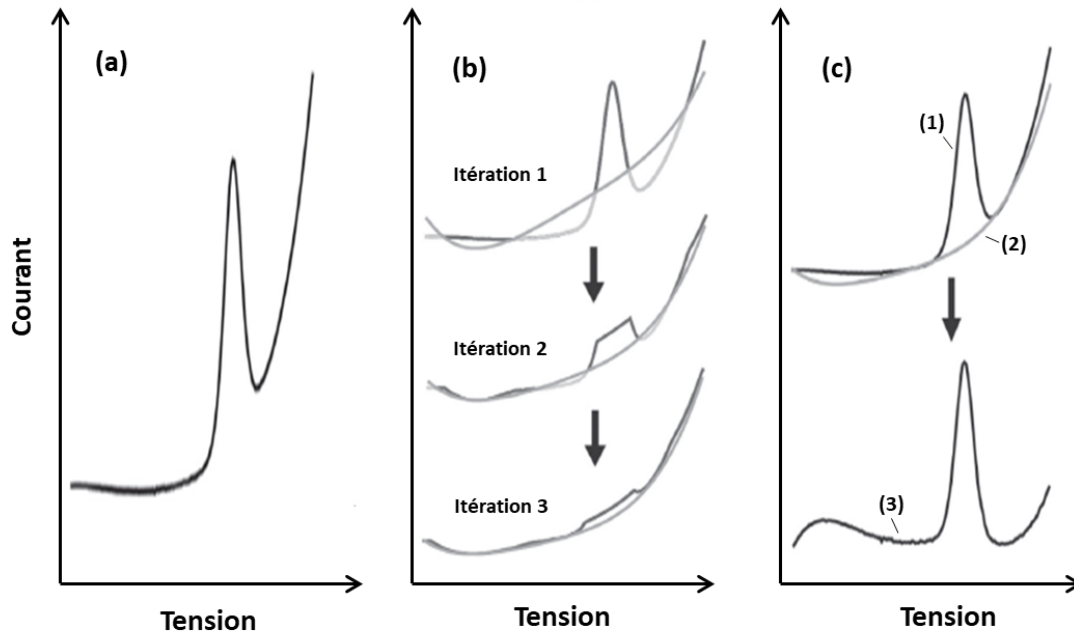 Courant
(a)
Tension
(b)
Itération 1
Itération 2
Itération 3
Tension
(c)
(1)
(2)
(3)
Tension